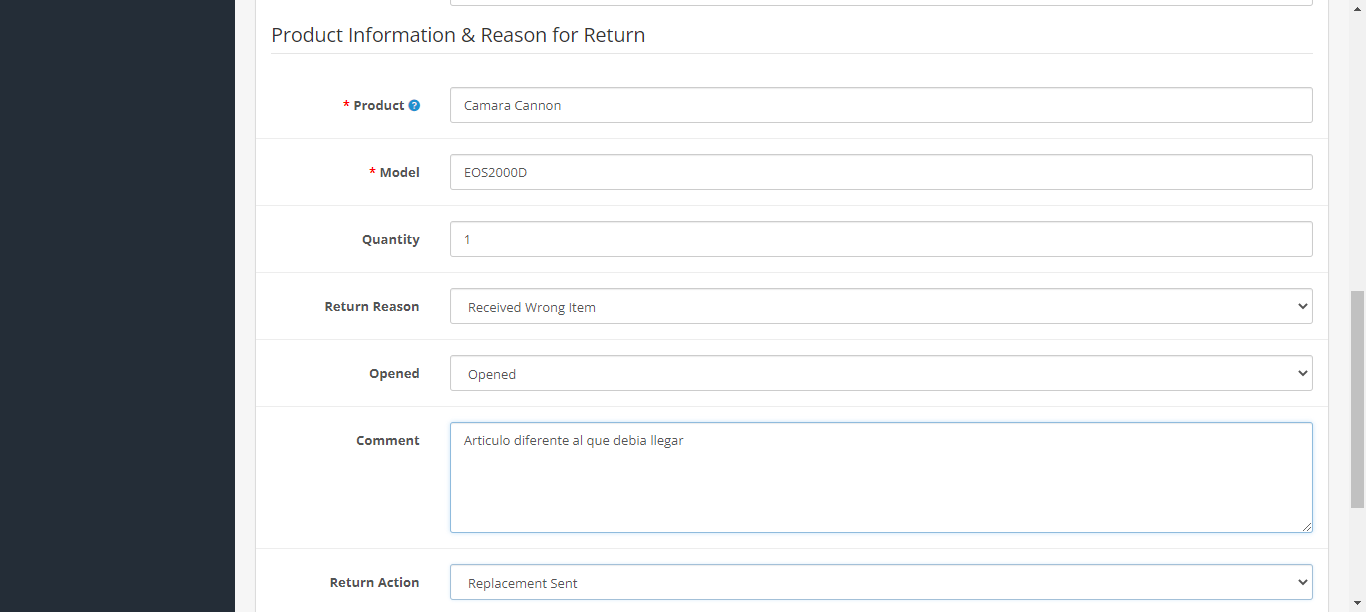 Product Information & Reason for Return
* Product ?
Camara Cannon
* Model
EOS2000D
Quantity
1
Return Reason
Received Wrong Item
Opened
Opened
Comment
Articulo diferente al que debia llegar
Return Action
Replacement Sent